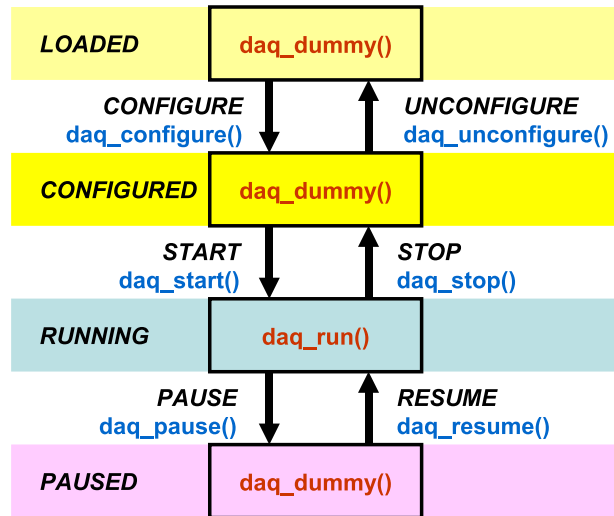 LOADED daq_dummy()
CONFIGURE UNCONFIGURE
daq_configure() daq_unconfigure()
CONFIGURED daq_dummy()
START STOP
daq_start() daq_stop()
RUNNING daq_run()
PAUSE RESUME
daq_pause() daq_resume()
PAUSED daq_dummy()